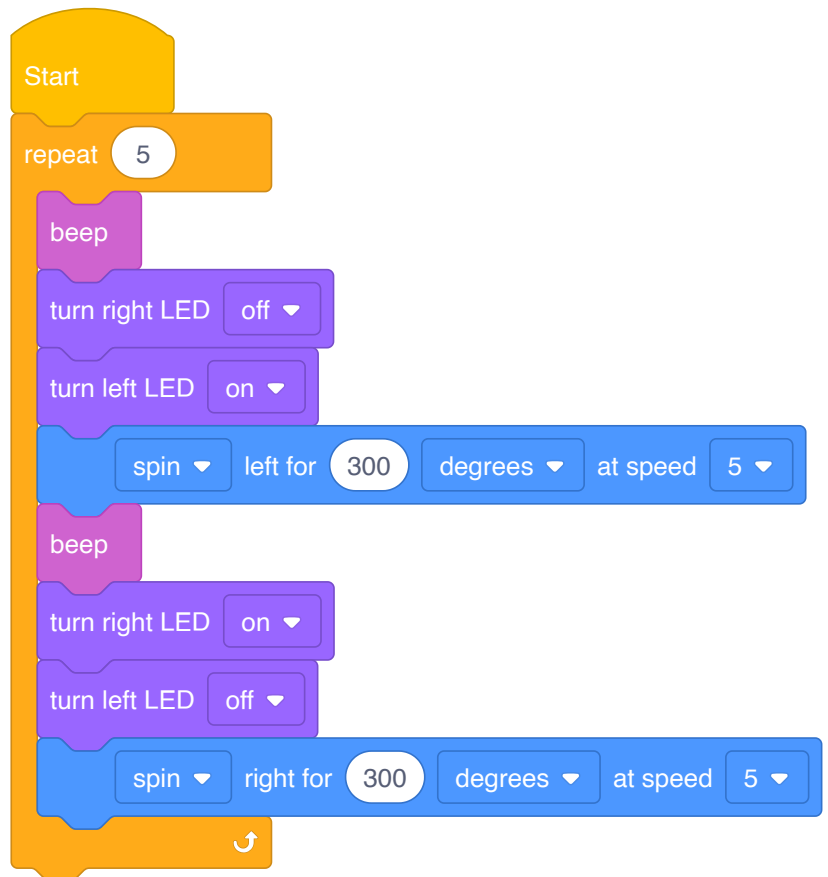 Start
repeat 5
beep
turn right LED off
turn left LED on
spin left for 300 degrees at speed 5
beep
turn right LED on
turn left LED off
spin right for 300 degrees at speed 5